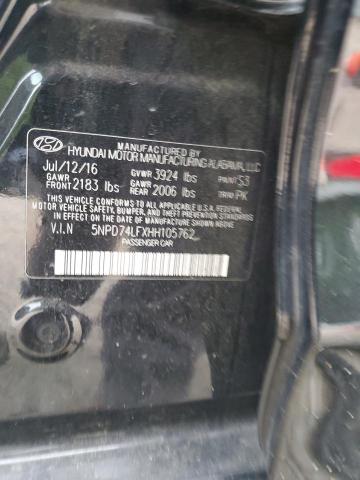 MANUFACTURED BY
HYUNDAI MOTOR MANUFACTURING ALABAMA, LLC
Jul/12/16 GVWR 3924 lbs PAINT S3
GAWR FRONT 2183 lbs GAWR REAR 2006 lbs TRIM PK
THIS VEHICLE CONFORMS TO ALL APPLICABLE U.S. FEDERAL
MOTOR VEHICLE SAFETY, BUMPER, AND THEFT PREVENTION STANDARDS
IN EFFECT ON THE DATE OF MANUFACTURE SHOWN ABOVE.
V.I.N 5NPD74LFXHH105762
PASSENGER CAR